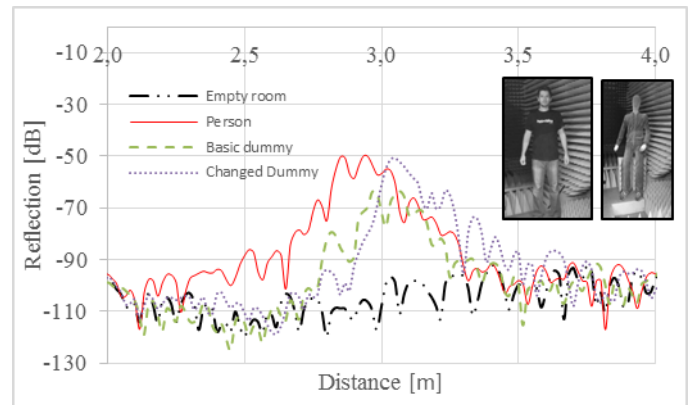 -10
2,0 2,5 3,0 3,5 4,0
-30
Empty room
Person
-50
Basic dummy
Changed Dummy
-70
-90
-110
-130
Reflection [dB]
Distance [m]